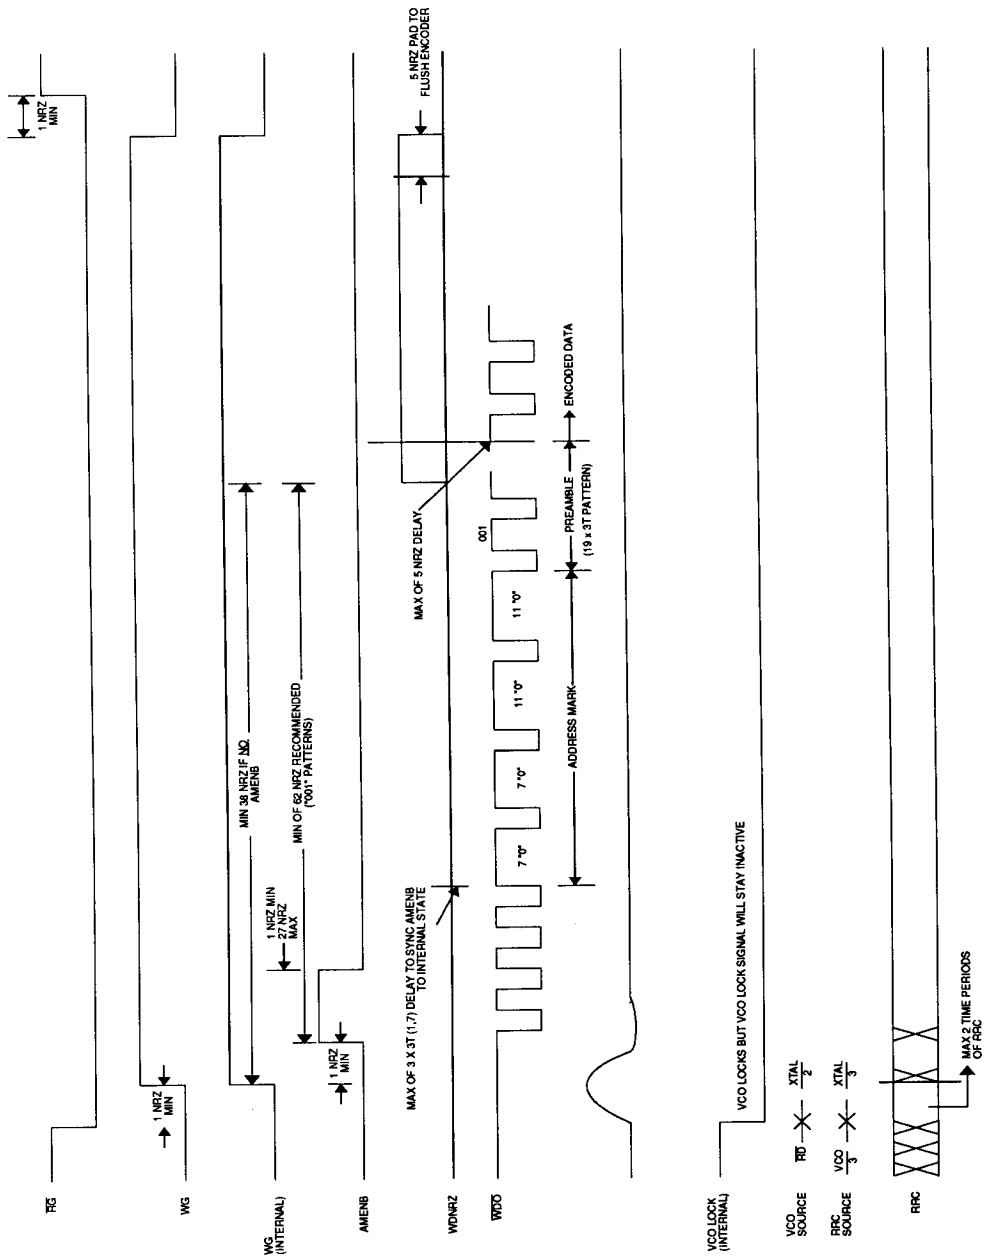 RG
1 NRZ
MIN
WG
1 NRZ
MIN
WG
(INTERNAL)
MIN 38 NRZ IF NO
AMENB
MIN OF 62 NRZ RECOMMENDED
("001" PATTERNS)
1 NRZ MIN
27 NRZ
MAX
AMENB
1 NRZ
MIN
5 NRZ PAD TO
FLUSH ENCODER
MAX OF 3 X 3T (1.7) DELAY TO SYNC AMENB
TO INTERNAL STATE
MAX OF 5 NRZ DELAY
WDNRZ
WDO
7 "0"
7 "0"
11 "0"
11 "0"
001
ADDRESS MARK
PREAMBLE
(19 x 3T PATTERN)
ENCODED DATA
VCO LOCK
(INTERNAL)
VCO LOCKS BUT VCO LOCK SIGNAL WILL STAY INACTIVE
VCO
SOURCE
RD
XTAL
2
RRC
SOURCE
VCO
3
XTAL
3
RRC
MAX 2 TIME PERIODS
OF RRC